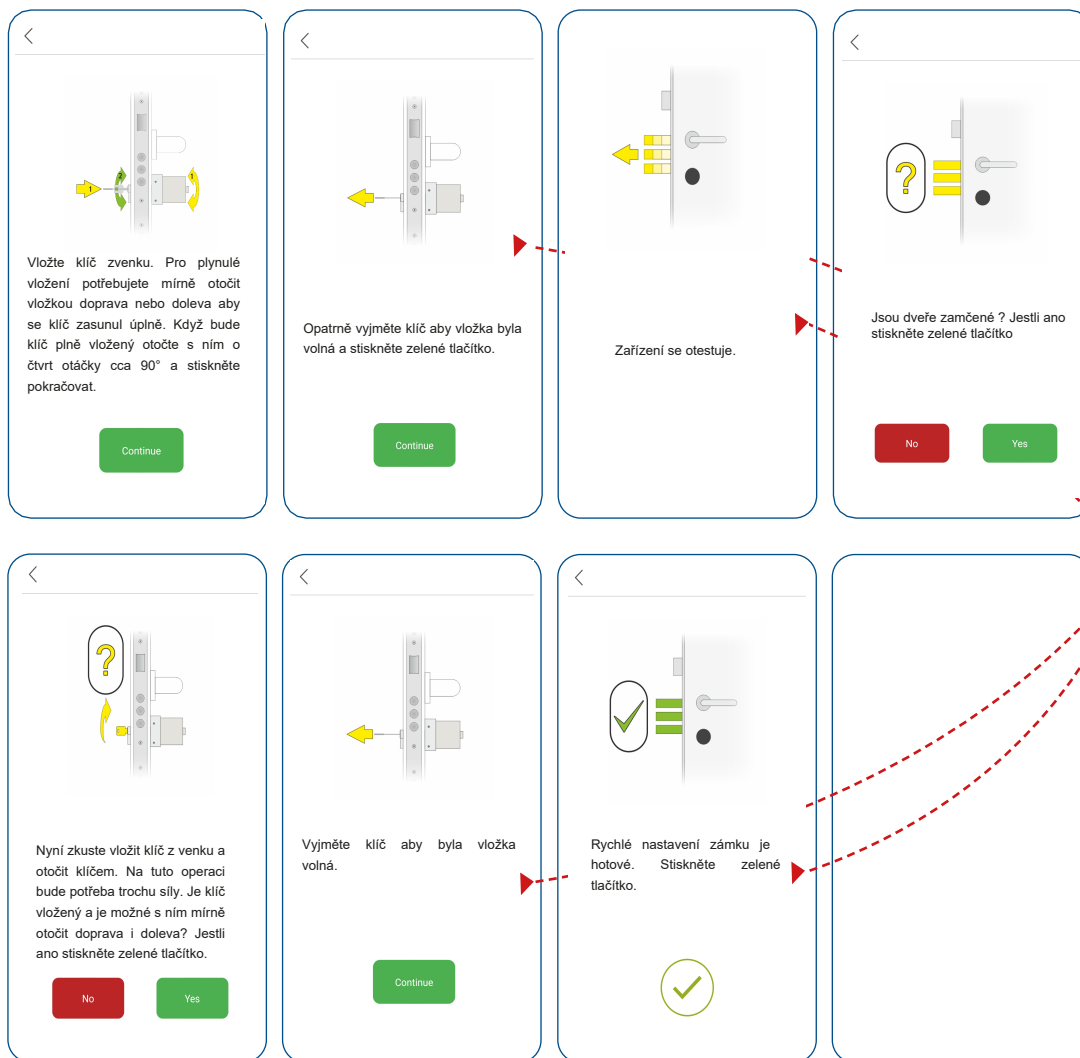 1
2
1
Vložte klíč zvenku. Pro plynulé
vložení potřebujete mírně otočit
vložkou doprava nebo doleva aby
se klíč zasunul úplně. Když bude
klíč plně vložený otočte s ním o
čtvrt otáčky cca 90° a stiskněte
pokračovat.
Continue
Opatrně vyjměte klíč aby vložka byla
volná a stiskněte zelené tlačítko.
Continue
Zařízení se otestuje.
?
Jsou dveře zamčené ? Jestli ano
stiskněte zelené tlačítko
No
Yes
?
Nyní zkuste vložit klíč z venku a
otočit klíčem. Na tuto operaci
bude potřeba trochu síly. Je klíč
vložený a je možné s ním mírně
otočit doprava i doleva? Jestli
ano stiskněte zelené tlačítko.
No
Yes
Vyjměte klíč aby byla vložka
volná.
Continue
Rychlé nastavení zámku je
hotové. Stiskněte zelené
tlačítko.